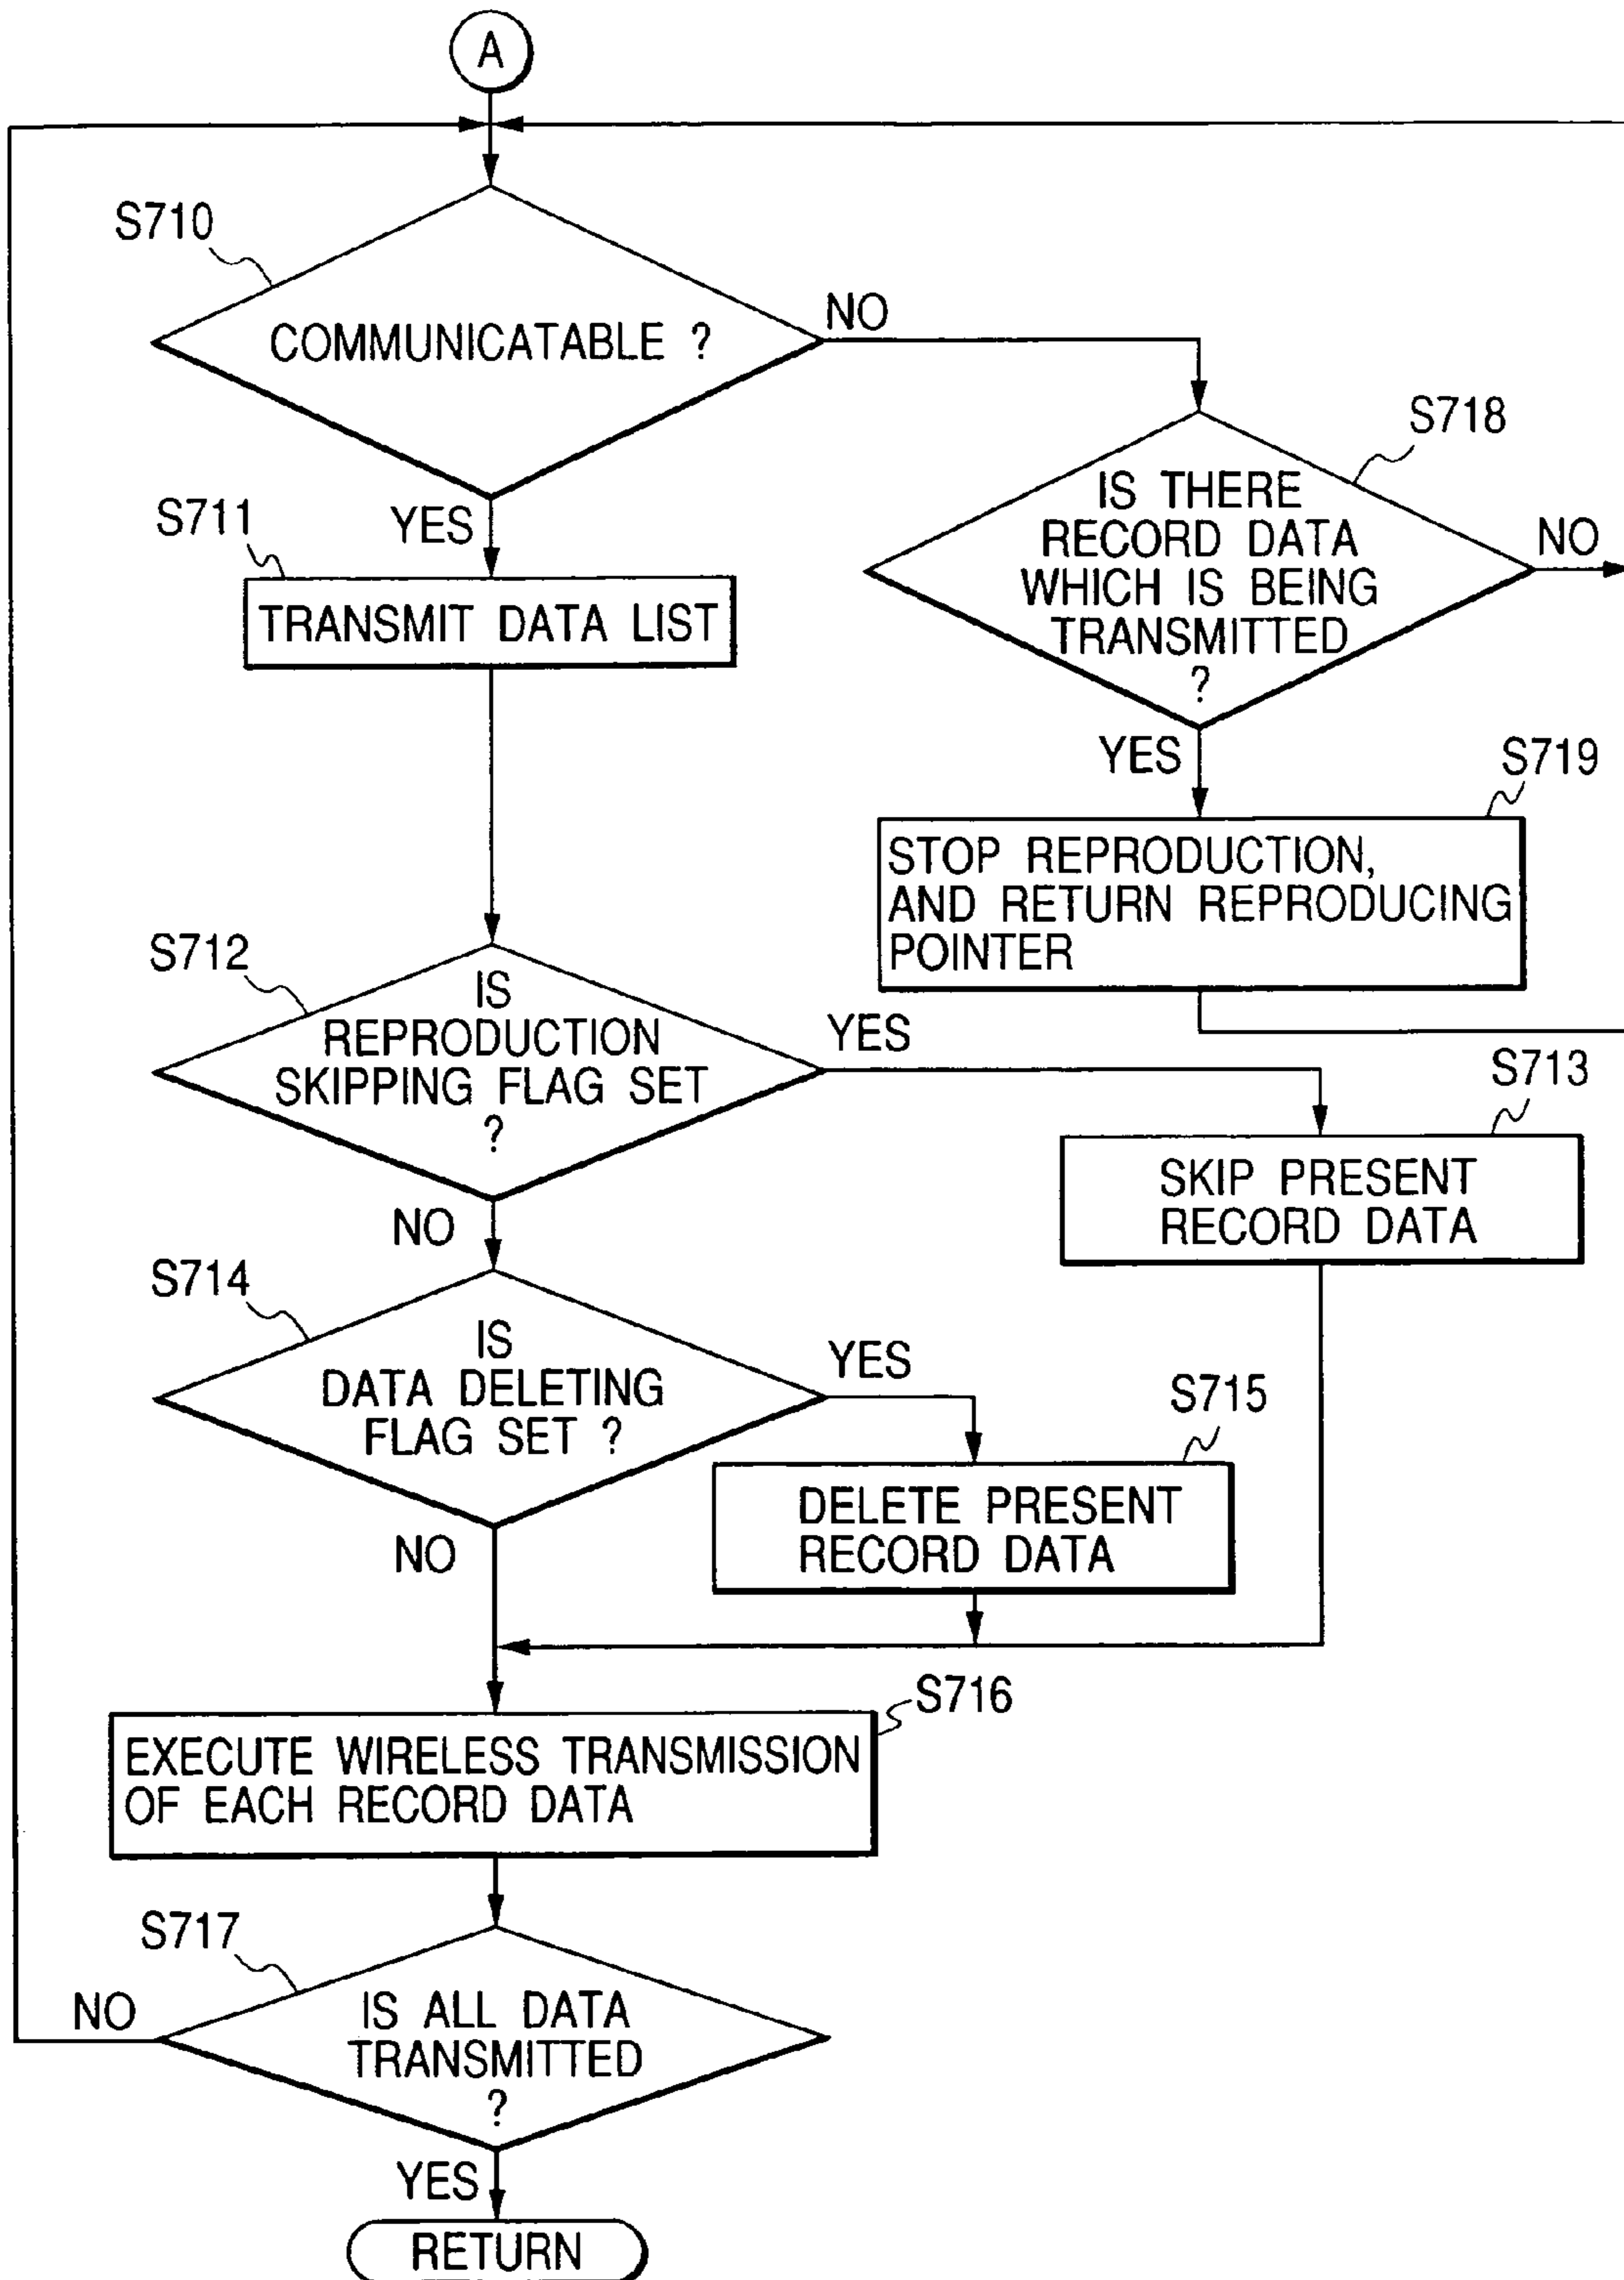 A
S710
COMMUNICATABLE ?
NO
YES
S718
IS THERE
RECORD DATA
WHICH IS BEING
TRANSMITTED
?
NO
YES
S711
TRANSMIT DATA LIST
S719
STOP REPRODUCTION,
AND RETURN REPRODUCING
POINTER
S712
IS
REPRODUCTION
SKIPPING FLAG SET
?
YES
NO
S713
SKIP PRESENT
RECORD DATA
S714
IS
DATA DELETING
FLAG SET ?
YES
NO
S715
DELETE PRESENT
RECORD DATA
S716
EXECUTE WIRELESS TRANSMISSION
OF EACH RECORD DATA
S717
IS ALL DATA
TRANSMITTED
?
NO
YES
RETURN